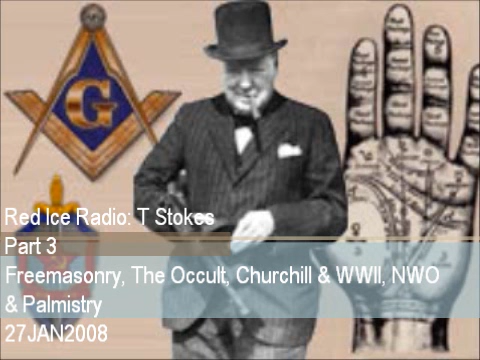 G
Red Ice Radio: T Stokes
Part 3
Freemasonry, The Occult, Churchill & WWII, NWO
& Palmistry
27JAN2008